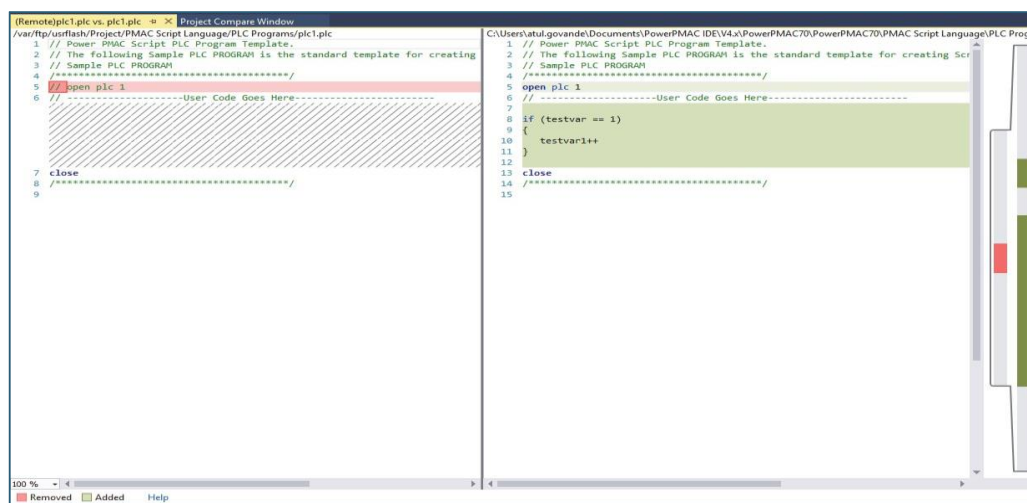 (Remote)plc1.plc vs. plc1.plc Project Compare Window
/var/ftp/usrflash/Project/PMAC Script Language/PLC Programs/plc1.plc
1 // Power PMAC Script PLC Program Template.
2 // The following Sample PLC PROGRAM is the standard template for creating
3 // Sample PLC PROGRAM
4 /****************************************/
5 // open plc 1
6 // --------------------User Code Goes Here------------------------
7 close
8 /****************************************/
9
C:\Users\atul.govande\Documents\PowerPMAC IDE\V4.x\PowerPMAC70\PowerPMAC70\PMAC Script Language\PLC Prog
1 // Power PMAC Script PLC Program Template.
2 // The following Sample PLC PROGRAM is the standard template for creating Scr
3 // Sample PLC PROGRAM
4 /****************************************/
5 open plc 1
6 // --------------------User Code Goes Here------------------------
7
8 if (testvar == 1)
9 {
10 testvar1++
11 }
12
13 close
14 /****************************************/
15
100 %
Removed Added Help